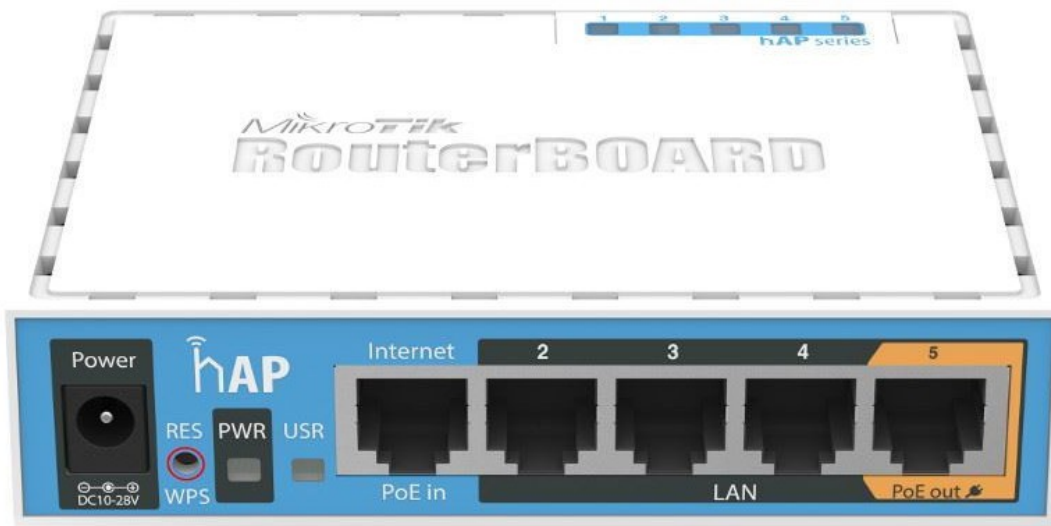 1 2 3 4 5
hAP series
MikroTik
RouterBOARD
Power
hAP
Internet
2 3 4 5
RES PWR USR
WPS
DC10-28V
PoE in
LAN
PoE out